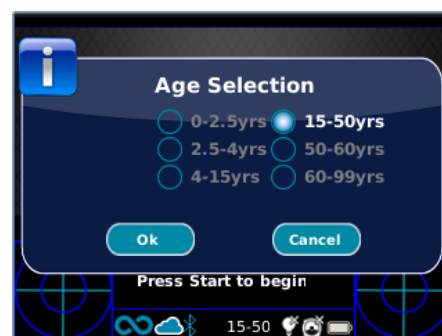 Age Selection
0-2.5yrs 15-50yrs
2.5-4yrs 50-60yrs
4-15yrs 60-99yrs
Ok Cancel
Press Start to begin
15-50